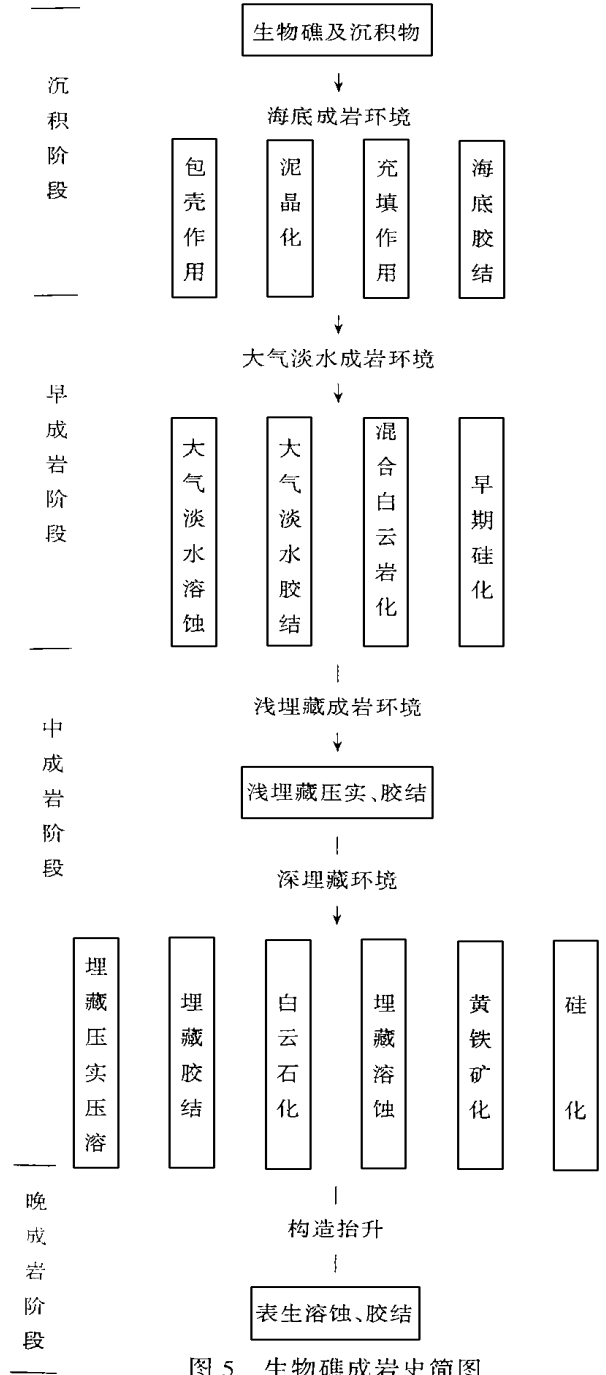 生物礁及沉积物
沉积阶段
海底成岩环境
包壳作用
泥晶化
充填作用
海底胶结
大气淡水成岩环境
早成岩阶段
大气淡水溶蚀
大气淡水胶结
混合白云岩化
早期硅化
浅埋藏成岩环境
中成岩阶段
浅埋藏压实、胶结
深埋藏环境
埋藏压实压溶
埋藏胶结
白云石化
埋藏溶蚀
黄铁矿化
硅化
晚成岩阶段
构造抬升
表生溶蚀、胶结
图 5 生物礁成岩史简图